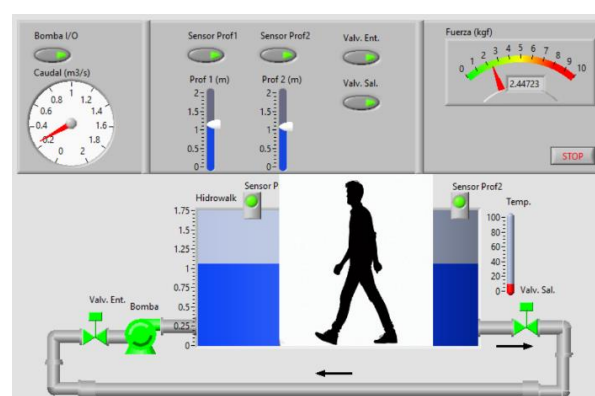 Bomba I/O
Caudal (m3/s)
0 0.2 0.4 0.6 0.8 1 1.2 1.4 1.6 1.8 2
Sensor Prof1
Sensor Prof2
Prof 1 (m)
2
1.5
1
0.5
0
Prof 2 (m)
2
1.5
1
0.5
0
Valv. Ent.
Valv. Sal.
Fuerza (kgf)
0 1 2 3 4 5 6 7 8 9 10
2.44723
STOP
Hidrowalk
Sensor P
Sensor Prof2
1.75
1.5
1.25
1
0.75
0.5
0.25
0
Temp.
100
80
60
40
20
0
Valv. Ent.
Bomba
Valv. Sal.